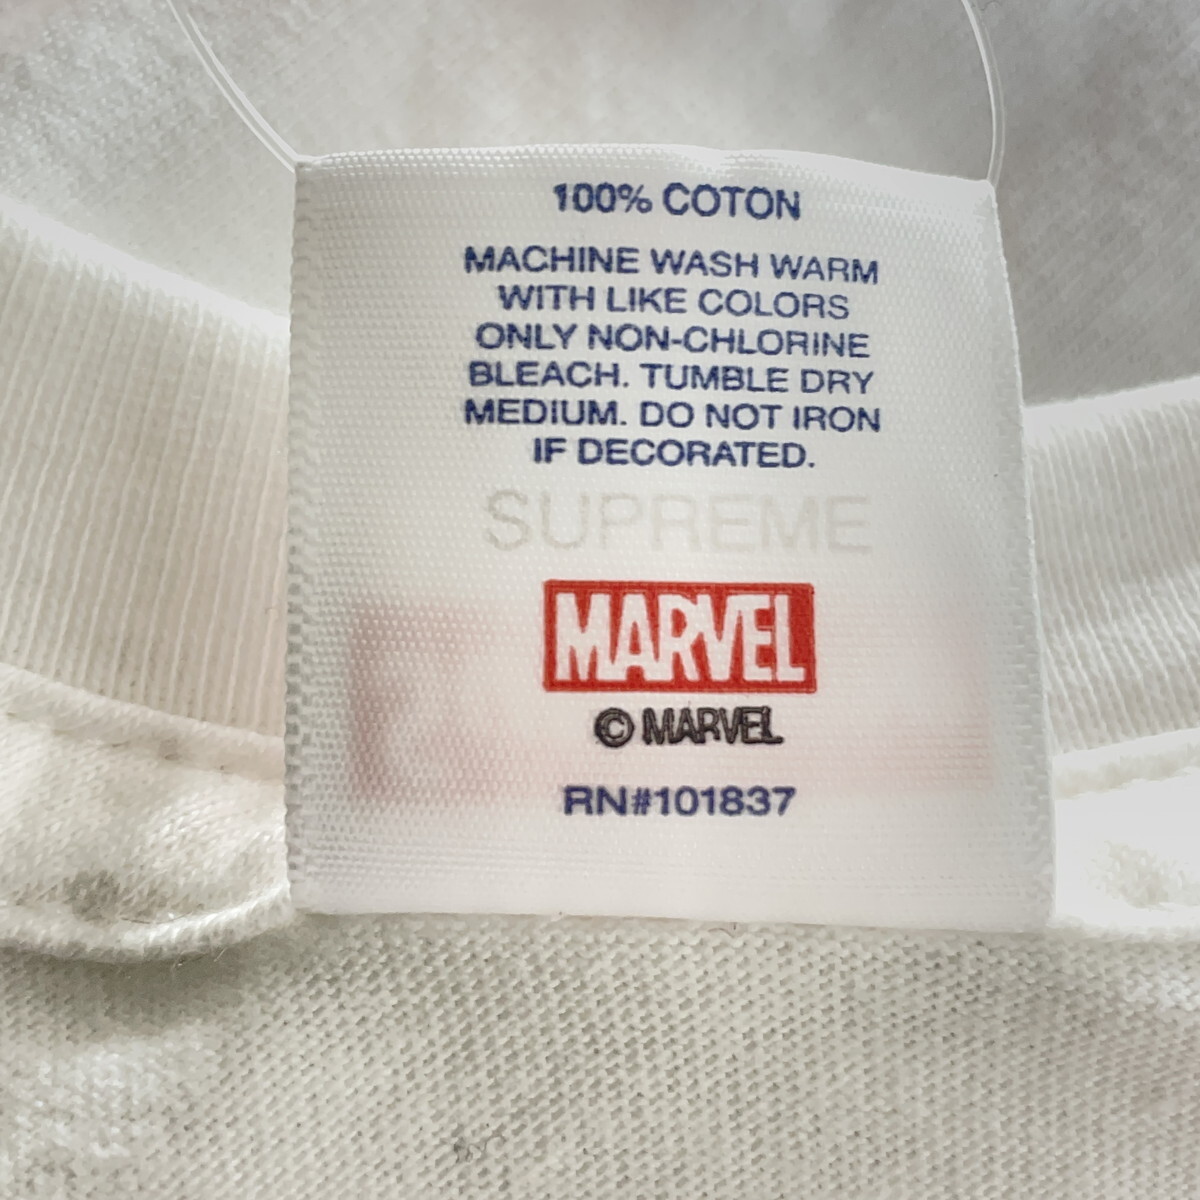 100% COTON
MACHINE WASH WARM
WITH LIKE COLORS
ONLY NON-CHLORINE
BLEACH. TUMBLE DRY
MEDIUM. DO NOT IRON
IF DECORATED.
SUPREME
MARVEL
© MARVEL
RN#101837